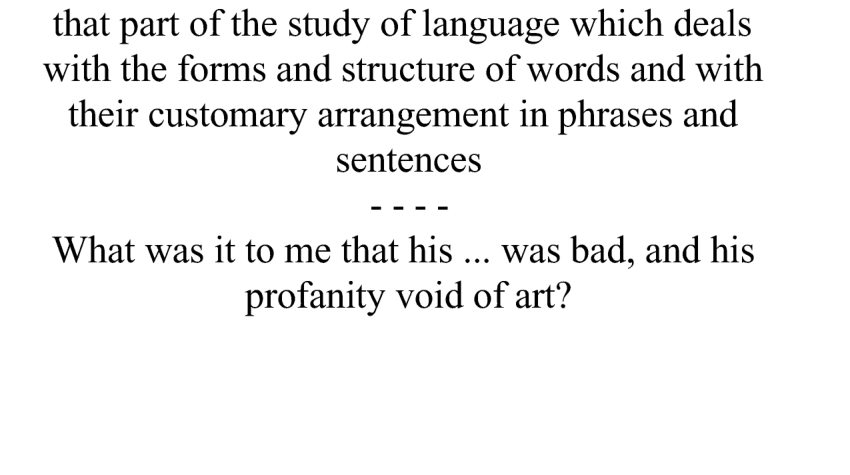 that part of the study of language which deals
with the forms and structure of words and with
their customary arrangement in phrases and
sentences
- - - -
What was it to me that his ... was bad, and his
profanity void of art?